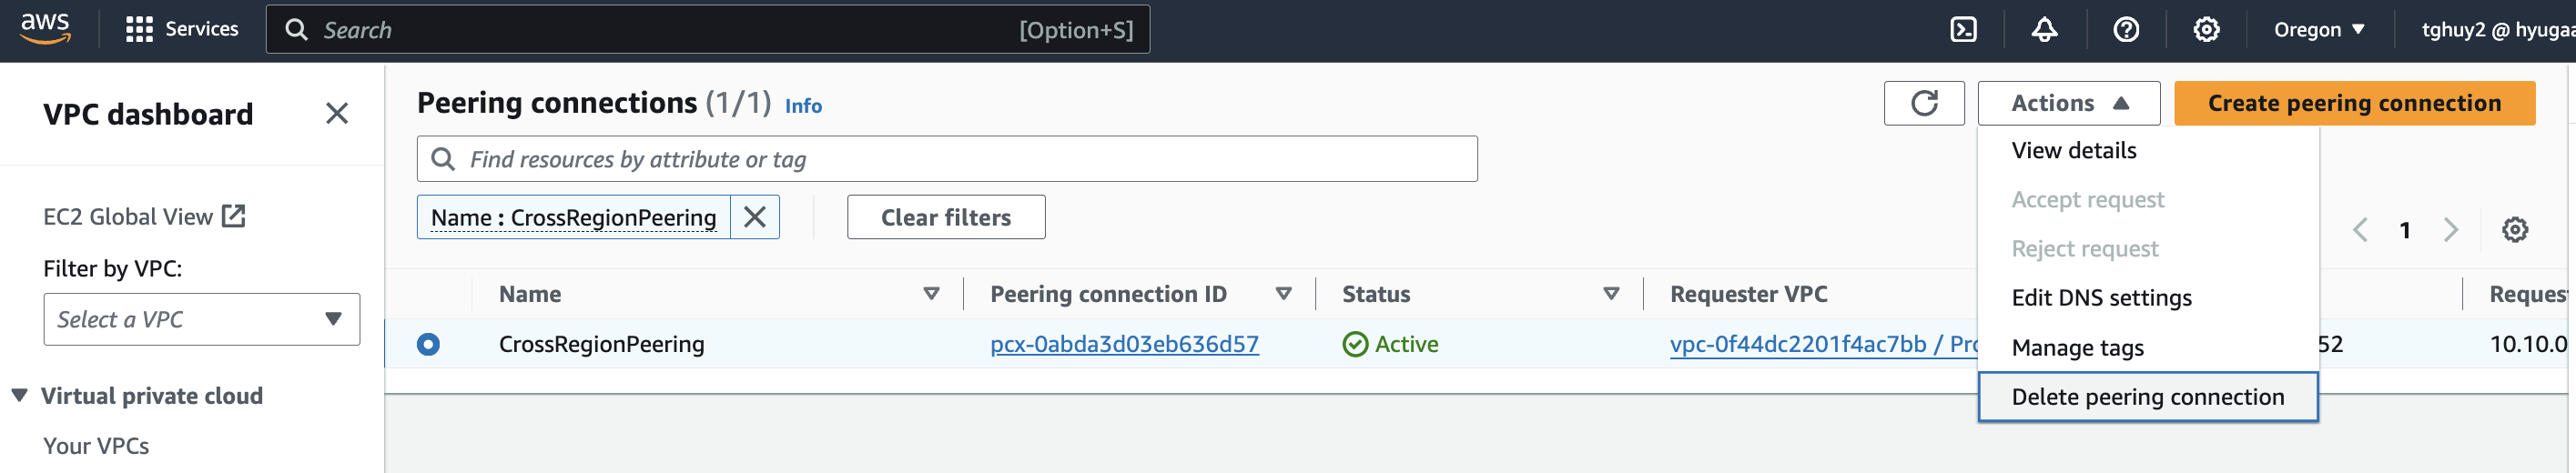 aws Services Search [Option+S] Oregon tghuy2 @ hyuga
VPC dashboard
EC2 Global View
Filter by VPC:
Select a VPC
Virtual private cloud
Your VPCs
Peering connections (1/1) Info
Actions
Create peering connection
Find resources by attribute or tag
Name : CrossRegionPeering
Clear filters
1
Name Peering connection ID Status Requester VPC
CrossRegionPeering pcx-0abda3d03eb636d57 Active vpc-0f44dc2201f4ac7bb / 52 10.10.0
View details
Accept request
Reject request
Edit DNS settings
Manage tags
Delete peering connection